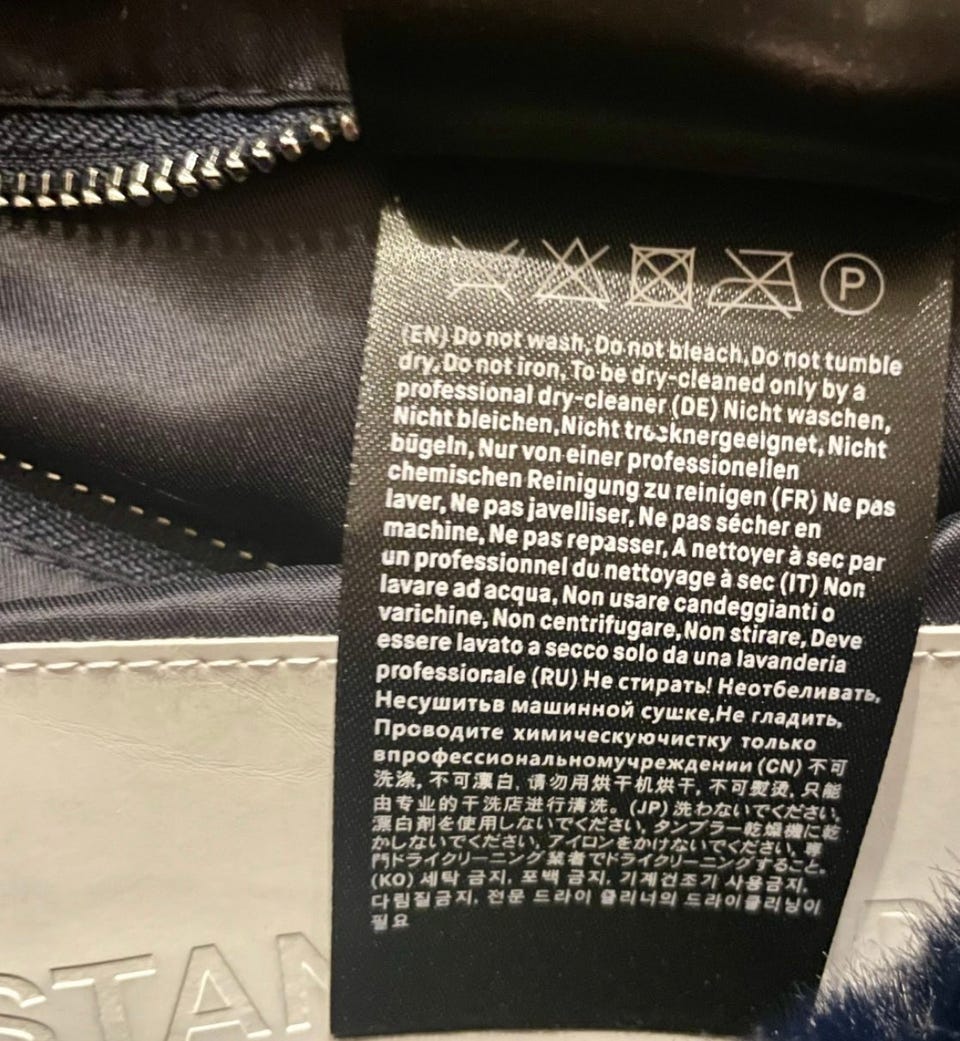 P
(EN) Do not wash, Do not bleach, Do not tumble
dry, Do not iron, To be dry-cleaned only by a
professional dry-cleaner (DE) Nicht waschen,
Nicht bleichen, Nicht trocknergeeignet, Nicht
bügeln, Nur von einer professionellen
chemischen Reinigung zu reinigen (FR) Ne pas
laver, Ne pas javelliser, Ne pas sécher en
machine, Ne pas repasser, A nettoyer à sec par
un professionnel du nettoyage à sec (IT) Non
lavare ad acqua, Non usare candeggianti o
varichine, Non centrifugare, Non stirare, Deve
essere lavato a secco solo da una lavanderia
professionale (RU) Не стирать! Неотбеливать,
Несушитьв машинной сушке, Не гладить,
Проводите химическуючистку только
впрофессиональномучреждении (CN) 不可
洗涤, 不可漂白, 请勿用烘干机烘干, 不可熨烫, 只能
由专业的干洗店进行清洗。(JP) 洗わないでください,
漂白剤を使用しないでください, タンブラー乾燥機に乾
かしないでください, アイロンをかけないでください, 専
門ドライクリーニング業者でドライクリーニングすること。
(KO) 세탁 금지, 포백 금지, 기계건조기 사용금지,
다림질금지, 전문 드라이 클리너의 드라이클리닝이
필요
STAN